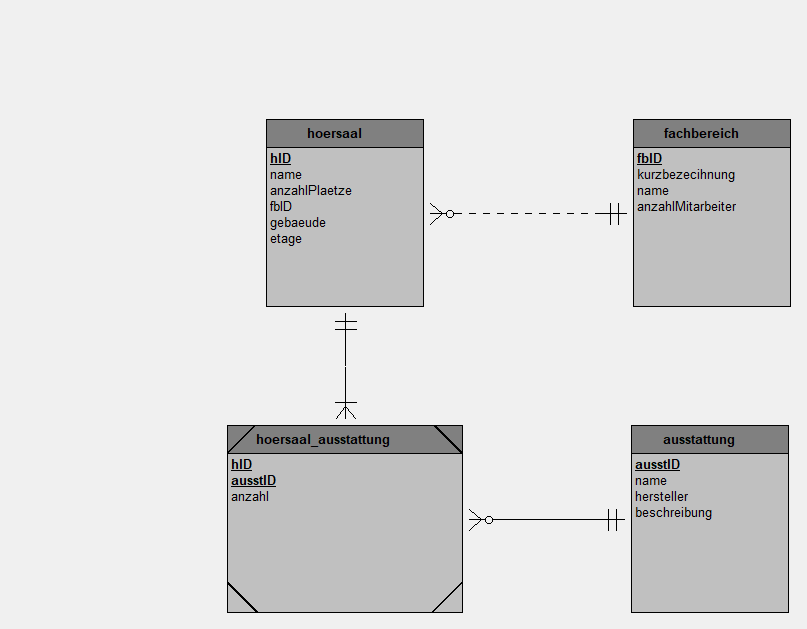 hoersaal
hID
name
anzahlPlaetze
fbID
gebaeude
etage
fachbereich
fbID
kurzbezecihnung
name
anzahlMitarbeiter
hoersaal_ausstattung
hID
ausstID
anzahl
ausstattung
ausstID
name
hersteller
beschreibung